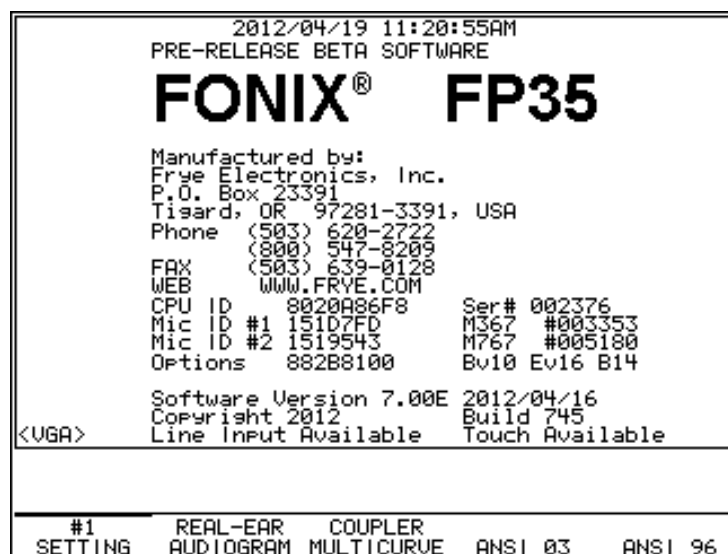 2012/04/19 11:20:55AM
PRE-RELEASE BETA SOFTWARE
FONIX® FP35
Manufactured by:
Frye Electronics, Inc.
P.O. Box 23391
Tigard, OR 97281-3391, USA
Phone (503) 620-2722
(800) 547-8209
FAX (503) 639-0128
WEB WWW.FRYE.COM
CPU ID 8020A86F8 Ser# 002376
Mic ID #1 151D7FD M367 #003353
Mic ID #2 1519543 M767 #005180
Options 882B8100 Bv10 Ev16 B14
Software Version 7.00E 2012/04/16
Copyright 2012 Build 745
<VGA> Line Input Available Touch Available
#1 REAL-EAR COUPLER
SETTING AUDIOGRAM MULTICURVE ANSI 03 ANSI 96